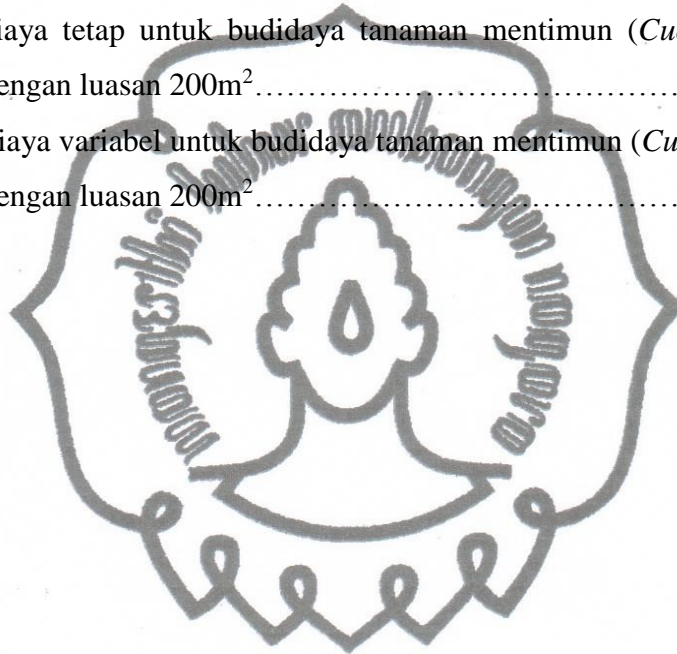 iaya tetap untuk budidaya tanaman mentimun (Cu
engan luasan 200m²……………………………………
iaya variabel untuk budidaya tanaman mentimun (Cu
engan luasan 200m²……………………………………